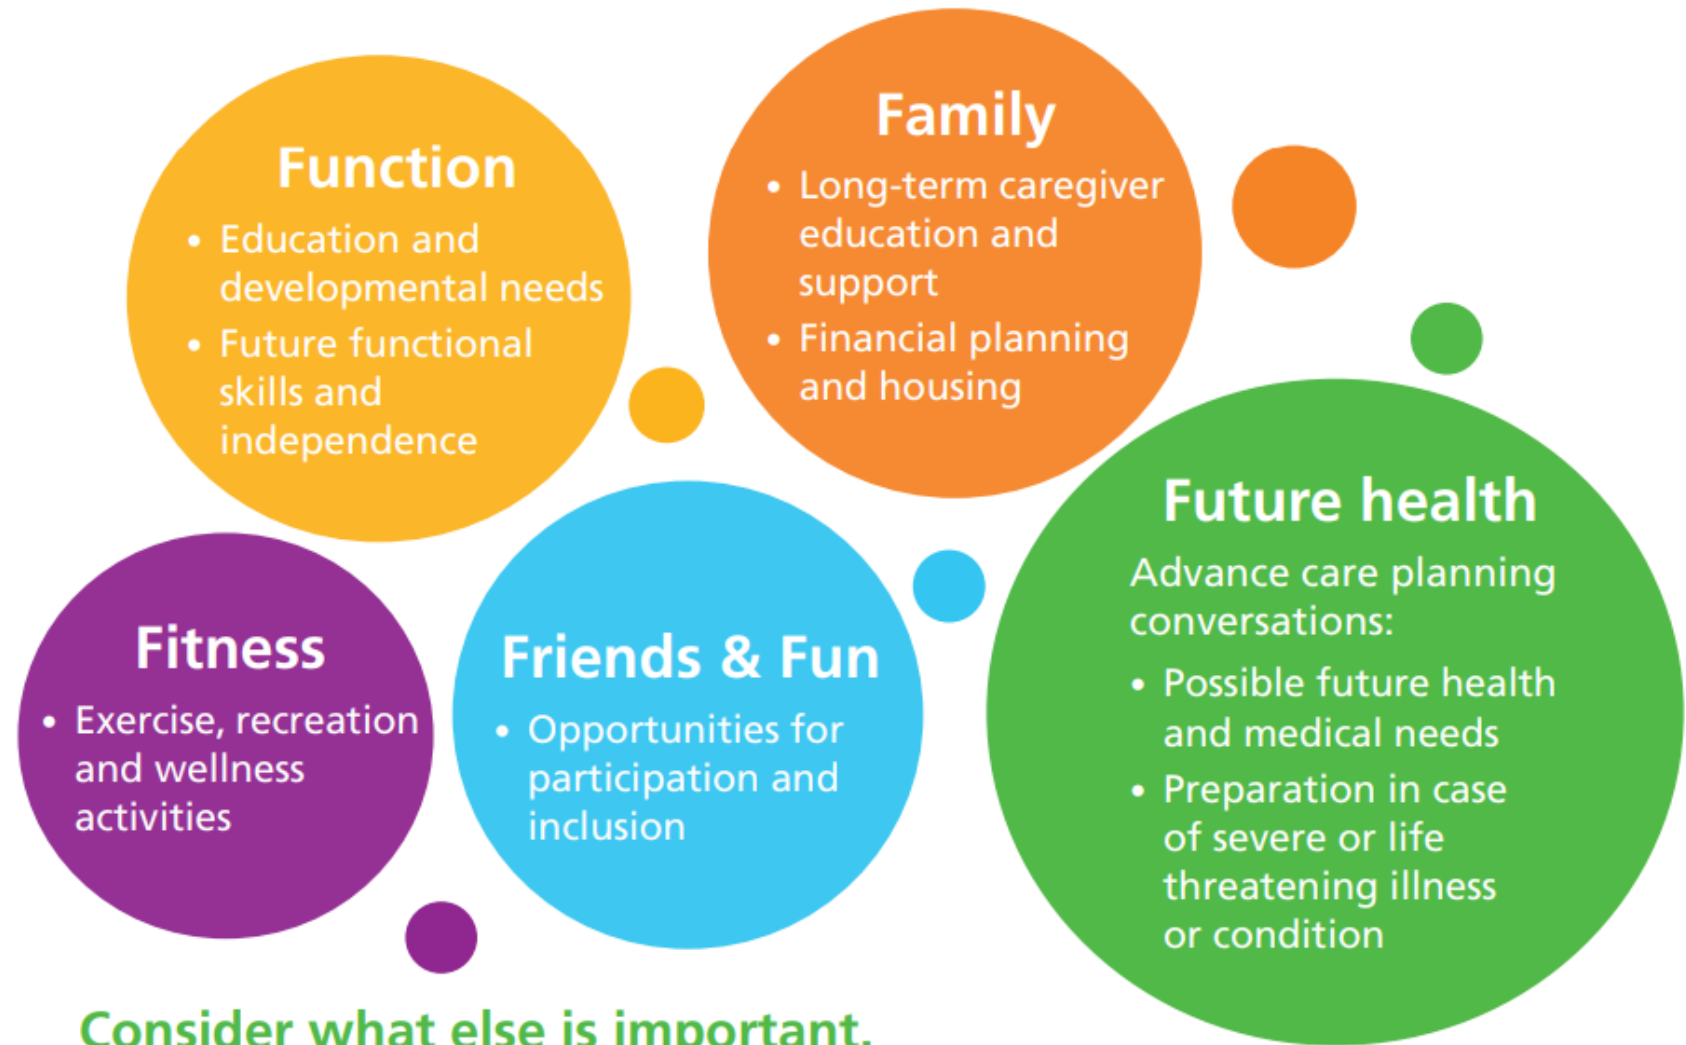 Function
• Education and
developmental needs
• Future functional
skills and
independence
Family
• Long-term caregiver
education and
support
• Financial planning
and housing
Fitness
• Exercise, recreation
and wellness
activities
Friends & Fun
• Opportunities for
participation and
inclusion
Future health
Advance care planning
conversations:
• Possible future health
and medical needs
• Preparation in case
of severe or life
threatening illness
or condition
Consider what else is important.